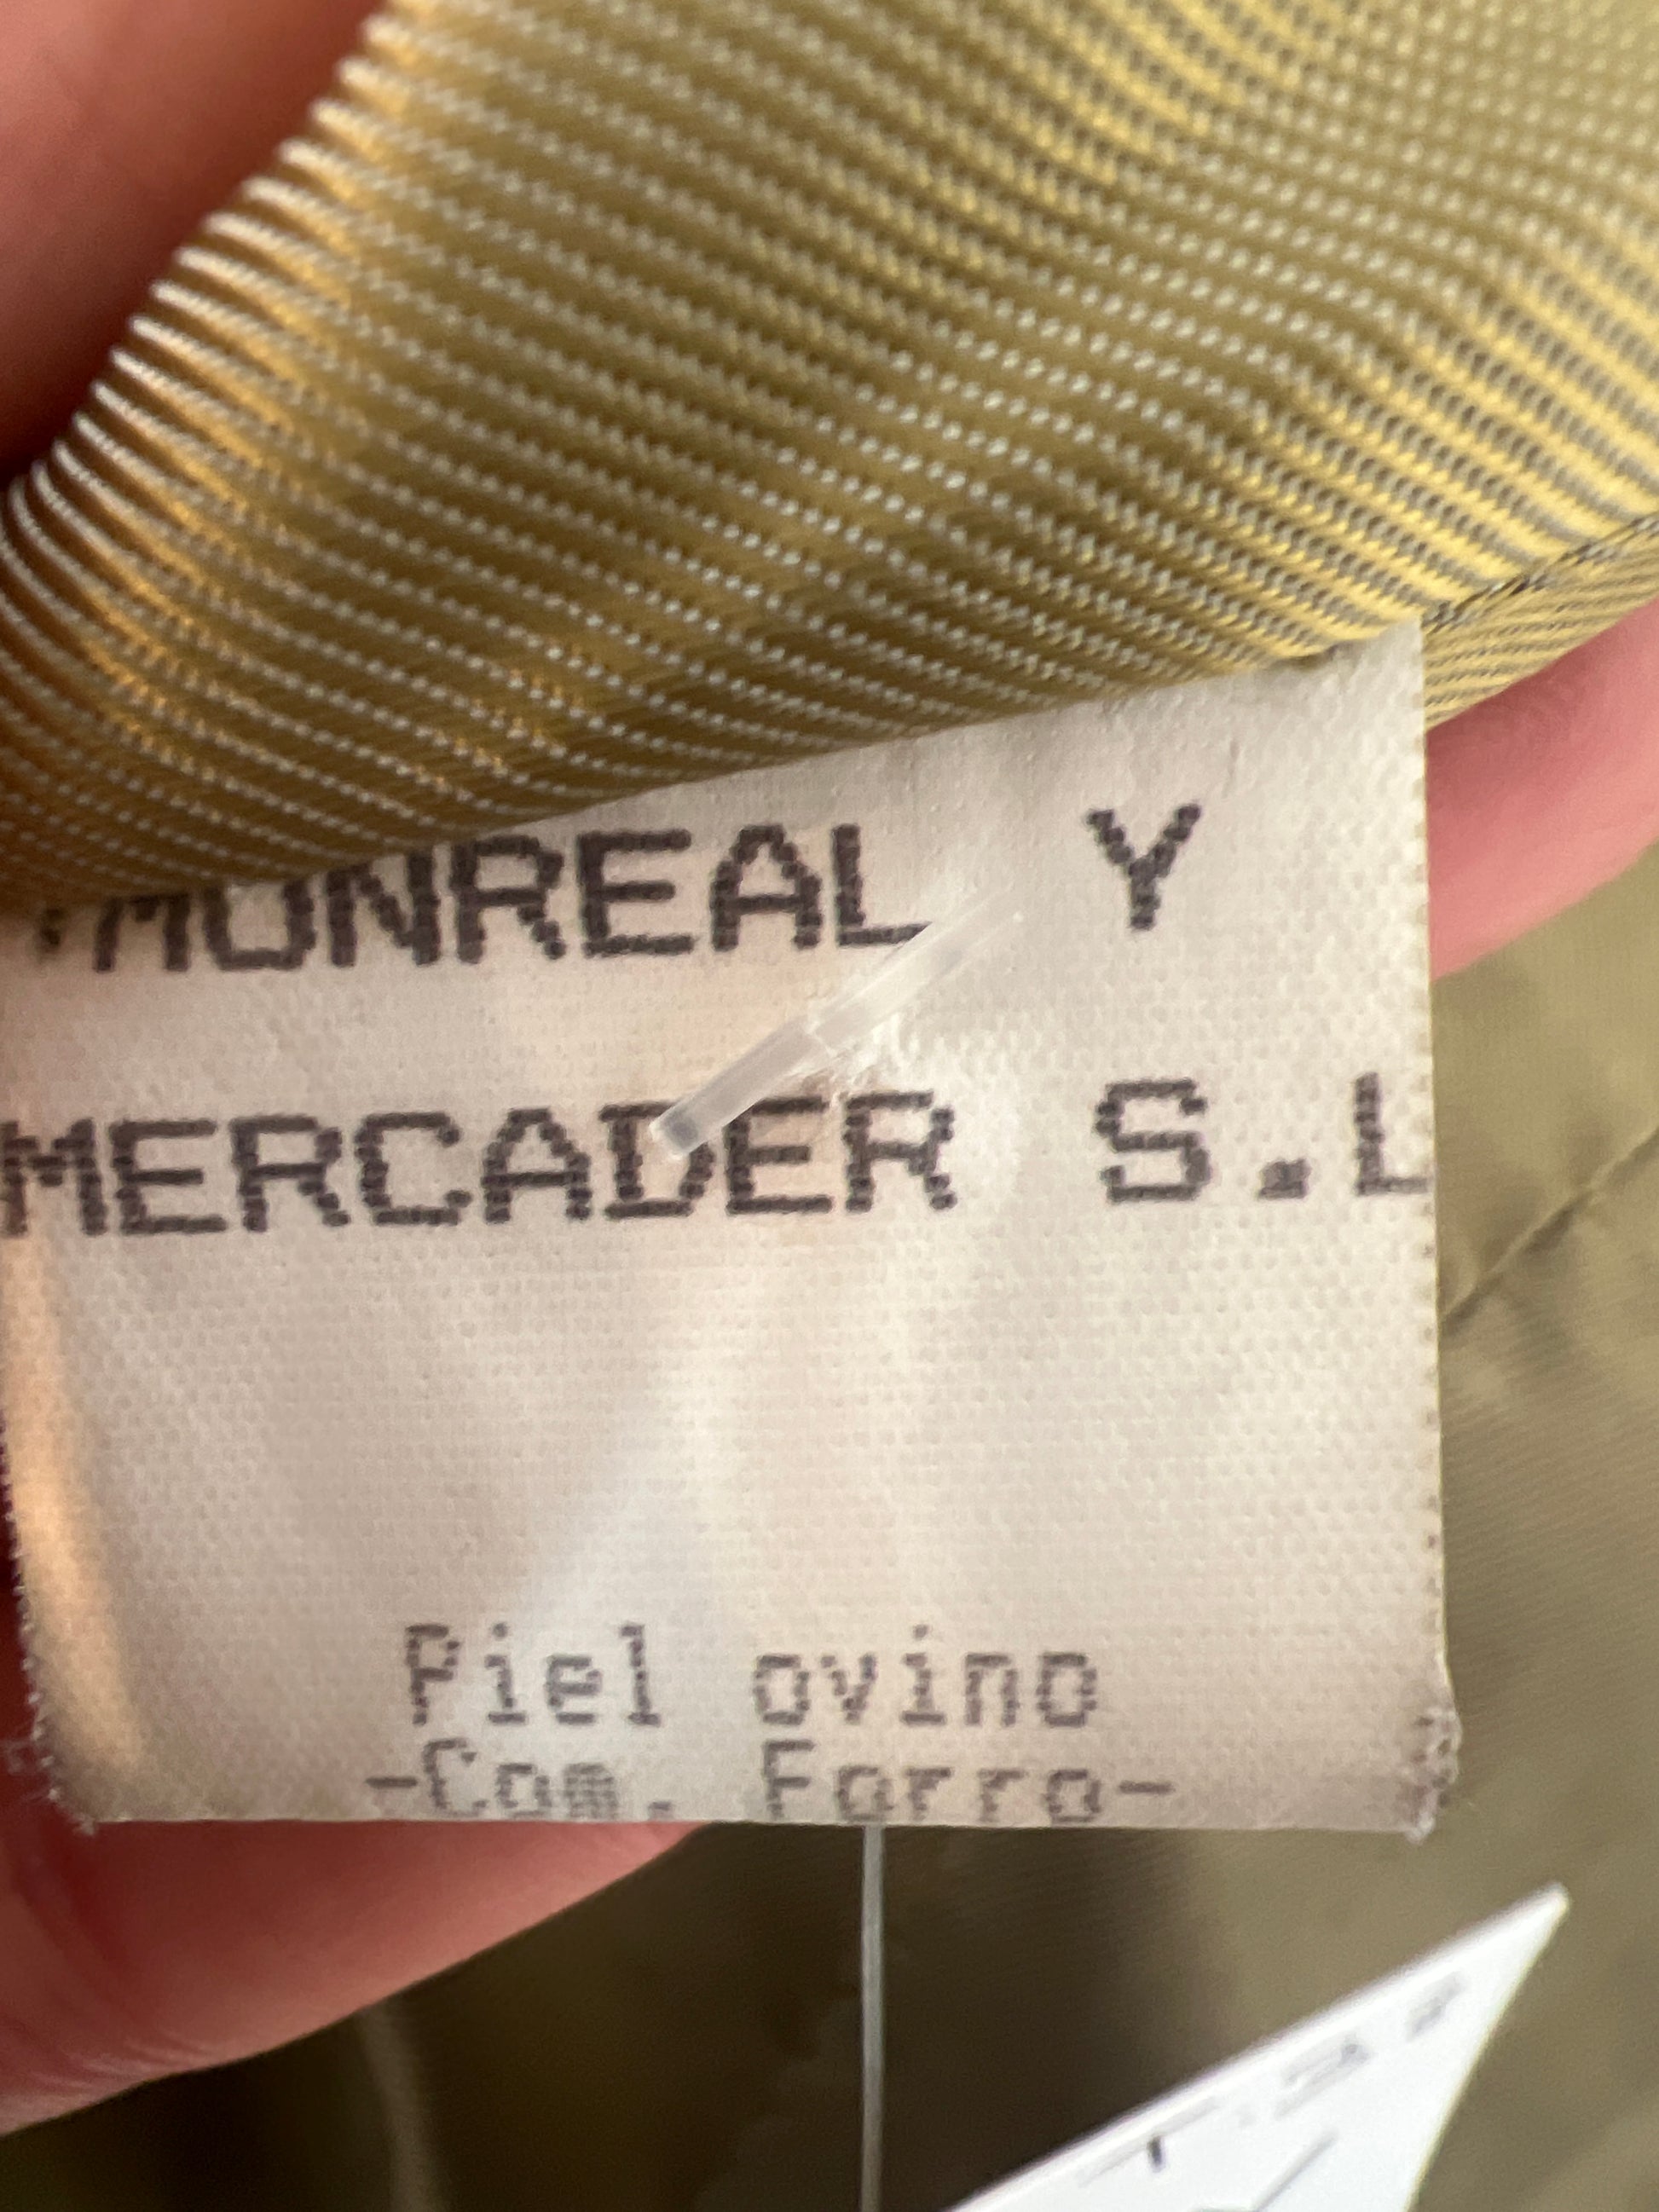 MONREAL Y
MERCADER S.L
Piel ovino
-Com. Forro-